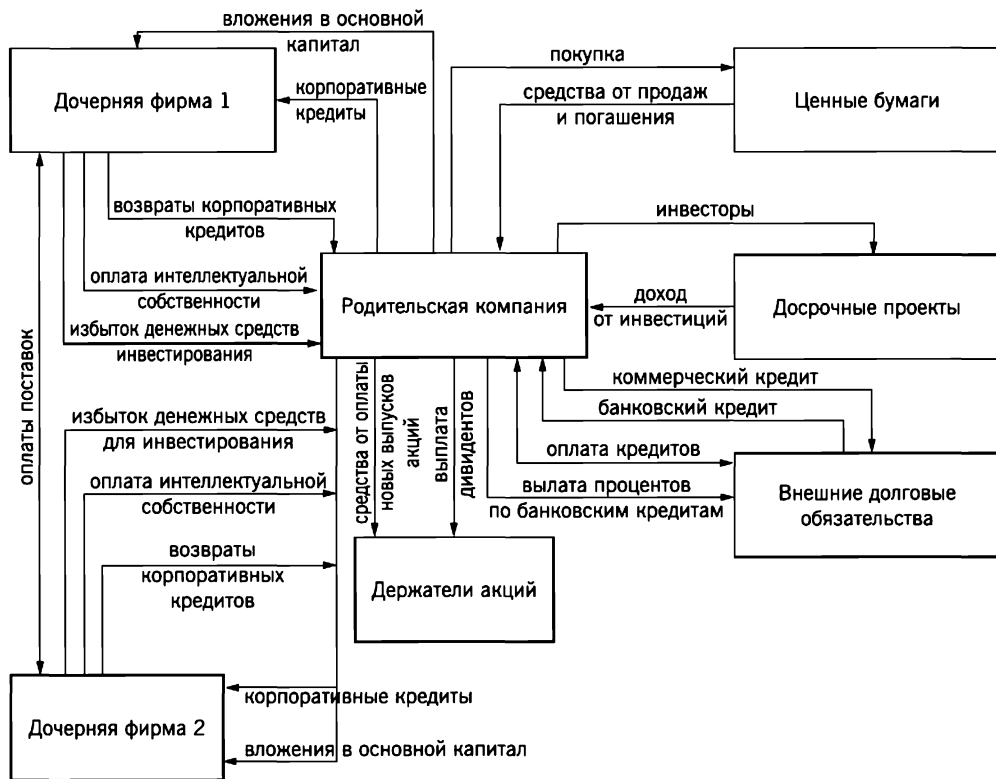 вложения в основной
капитал
покупка
Дочерняя фирма 1
корпоративные
кредиты
средства от продаж
и погашения
Ценные бумаги
возвраты корпоративных
кредитов
инвесторы
оплата интеллектуальной
собственности
Родительская компания
доход
от инвестиций
Досрочные проекты
избыток денежных средств
инвестирования
оплаты поставок
средства от оплаты
новых выпусков
акций
выплата
дивидентов
коммерческий кредит
банковский кредит
избыток денежных средств
для инвестирования
оплата кредитов
оплата интеллектуальной
собственности
вылата процентов
по банковским кредитам
Внешние долговые
обязательства
возвраты
корпоративных
кредитов
Держатели акций
корпоративные кредиты
Дочерняя фирма 2
вложения в основной капитал